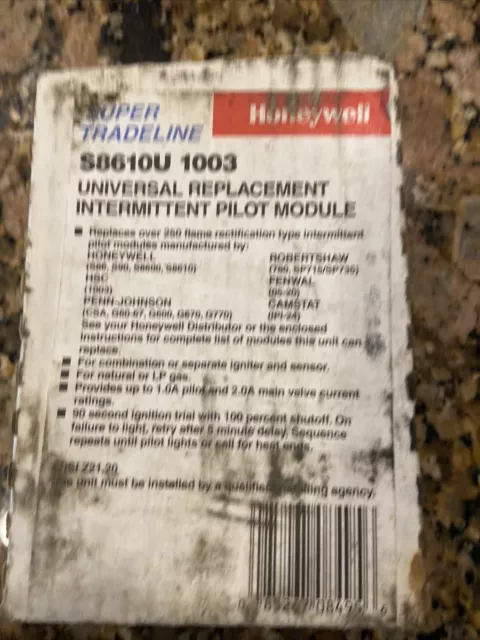 SUPER
TRADELINE
Honeywell
S8610U 1003
UNIVERSAL REPLACEMENT
INTERMITTENT PILOT MODULE
Replaces over 250 flame rectification type intermittent
pilot modules manufactured by:
HONEYWELL
(S86, S90, S8600, S8610)
PENN-JOHNSON
(CSA, G60-67, G600, G670, G770)
ROBERTSHAW
(780, SP715/SP735)
FENWAL
(05-20)
CAMSTAT
See your Honeywell Distributor or the enclosed
instructions for complete list of modules this unit can
replace.
For combination or separate igniter and sensor.
For natural or LP gas.
Provides up to 1.0A pilot and 2.0A main valve current
ratings.
90 second ignition trial with 100 percent shutoff. On
failure to light, retry after 5 minute delay. Sequence
repeats until pilot lights or call for heat ends.
Z21.20
unit must be installed by a qualified agency.